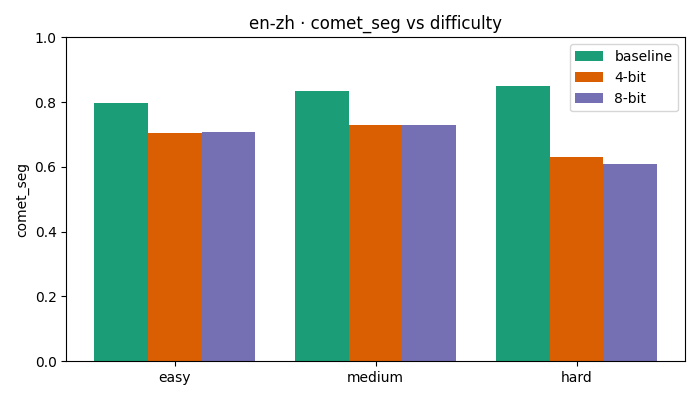 en-zh · comet_seg vs difficulty
comet_seg
1.0
0.8
0.6
0.4
0.2
0.0
baseline
4-bit
8-bit
easy
medium
hard